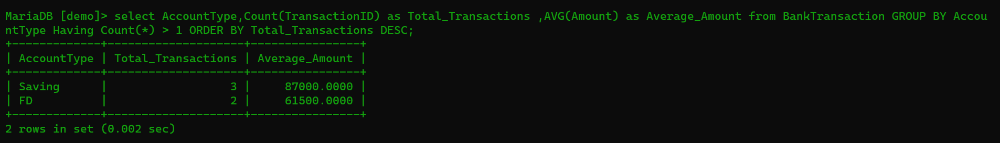 MariaDB [demo]> select AccountType,Count(TransactionID) as Total_Transactions ,AVG(Amount) as Average_Amount from BankTransaction GROUP BY Accou
ntType Having Count(*) > 1 ORDER BY Total_Transactions DESC;
+-------------+--------------------+----------------+
| AccountType | Total_Transactions | Average_Amount |
+-------------+--------------------+----------------+
| Saving      |                  3 |     87000.0000 |
| FD          |                  2 |     61500.0000 |
+-------------+--------------------+----------------+
2 rows in set (0.002 sec)